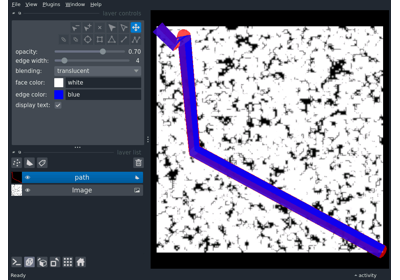 File View Plugins Window Help
layer controls
opacity: 0.70
edge width: 4
blending: translucent
face color: white
edge color: blue
display text:
layer list
path
Image
Ready
activity